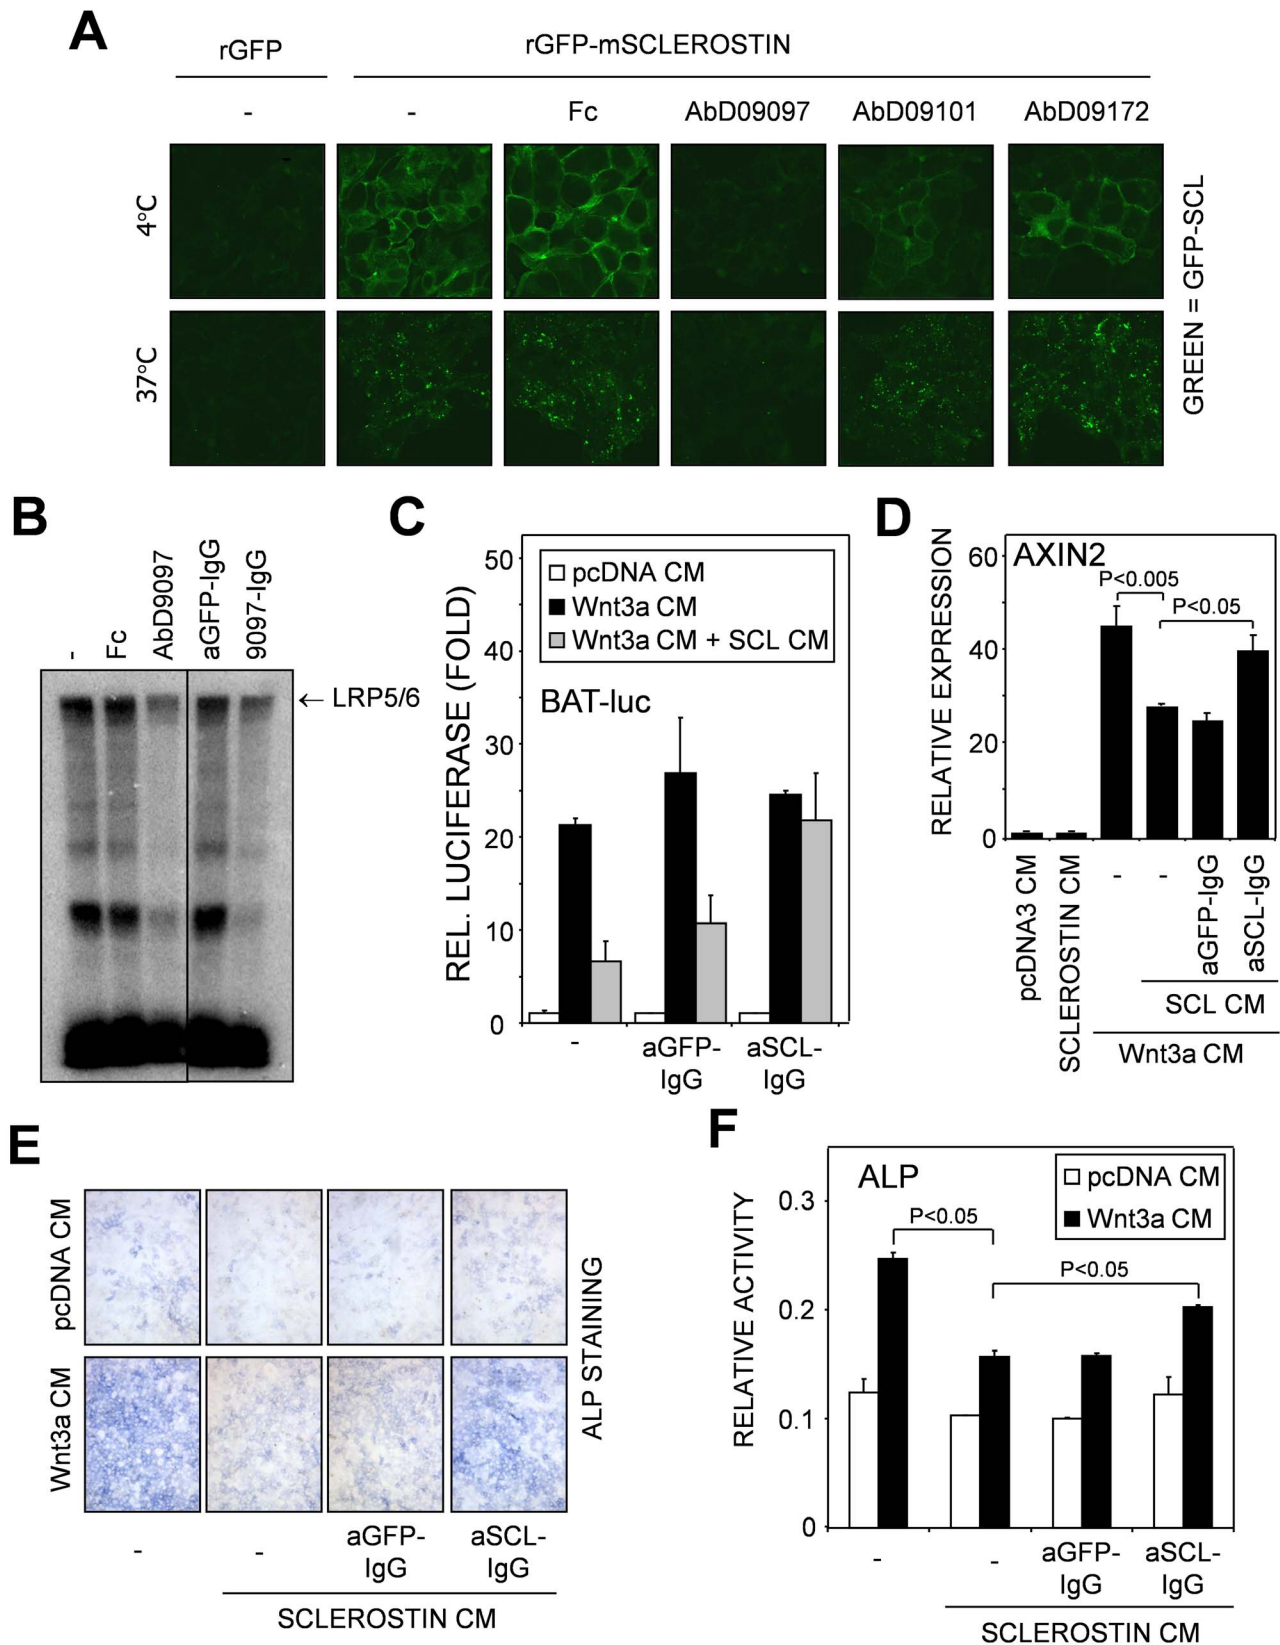 A
rGFP
rGFP-mSCLEROSTIN
-
-
Fc
AbD09097
AbD09101
AbD09172
4°C
37°C
GREEN = GFP-SCL
B
-
Fc
AbD9097
aGFP-IgG
9097-IgG
← LRP5/6
C
REL. LUCIFERASE (FOLD)
50
40
30
20
10
0
pcDNA CM
Wnt3a CM
Wnt3a CM + SCL CM
BAT-luc
-
aGFP-
IgG
aSCL-
IgG
D
RELATIVE EXPRESSION
60
40
20
0
AXIN2
P<0.005
P<0.05
pcDNA3 CM
SCLEROSTIN CM
-
-
aGFP-IgG
aSCL-IgG
SCL CM
Wnt3a CM
E
pcDNA CM
Wnt3a CM
ALP STAINING
-
-
aGFP-
IgG
aSCL-
IgG
SCLEROSTIN CM
F
RELATIVE ACTIVITY
0.3
0.2
0.1
0
ALP
pcDNA CM
Wnt3a CM
P<0.05
P<0.05
-
-
aGFP-
IgG
aSCL-
IgG
SCLEROSTIN CM